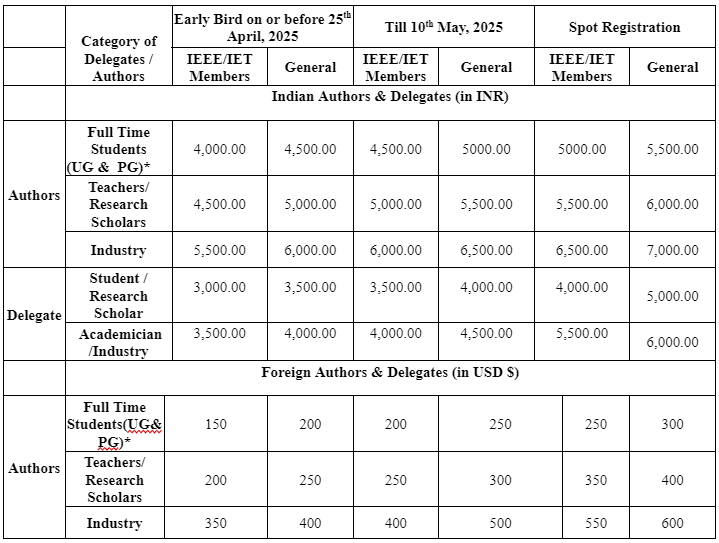 Category of Delegates / Authors	Early Bird on or before 25th April, 2025	Till 10th May, 2025	Spot Registration
IEEE/IET Members	General	IEEE/IET Members	General	IEEE/IET Members	General
Indian Authors & Delegates (in INR)
Authors
Full Time Students (UG & PG)*	4,000.00	4,500.00	4,500.00	5000.00	5000.00	5,500.00
Teachers/ Research Scholars	4,500.00	5,000.00	5,000.00	5,500.00	5,500.00	6,000.00
Industry	5,500.00	6,000.00	6,000.00	6,500.00	6,500.00	7,000.00
Delegate
Student / Research Scholar	3,000.00	3,500.00	3,500.00	4,000.00	4,000.00	5,000.00
Academician /Industry	3,500.00	4,000.00	4,000.00	4,500.00	5,500.00	6,000.00
Foreign Authors & Delegates (in USD $)
Authors
Full Time Students(UG& PG)*	150	200	200	250	250	300
Teachers/ Research Scholars	200	250	250	300	350	400
Industry	350	400	400	500	550	600